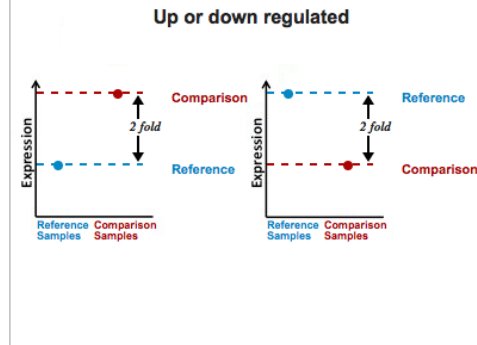 Up or down regulated
Expression
2 fold
Comparison
Reference
Reference Comparison
Samples Samples
Expression
2 fold
Reference
Comparison
Reference Comparison
Samples Samples